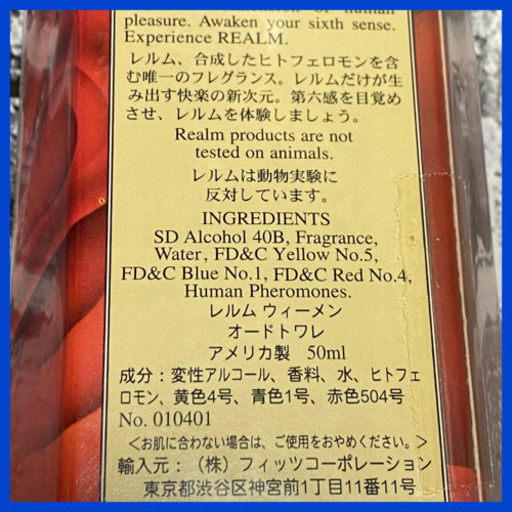 pleasure. Awaken your sixth sense.
Experience REALM.
レルム、合成したヒトフェロモンを含
む唯一のフレグランス。レルムだけが生
み出す快楽の新次元。第六感を目覚め
させ、レルムを体験しましょう。
Realm products are not
tested on animals.
レルムは動物実験に
反対しています。
INGREDIENTS
SD Alcohol 40B, Fragrance,
Water, FD&C Yellow No.5,
FD&C Blue No.1, FD&C Red No.4,
Human Pheromones.
レルム ウィーメン
オードトワレ
アメリカ製 50ml
成分：変性アルコール、香料、水、ヒトフェ
ロモン、黄色4号、青色1号、赤色504号
No. 010401
＜お肌に合わない場合は、ご使用をおやめください。＞
輸入元：（株）フィッツコーポレーション
東京都渋谷区神宮前1丁目11番11号